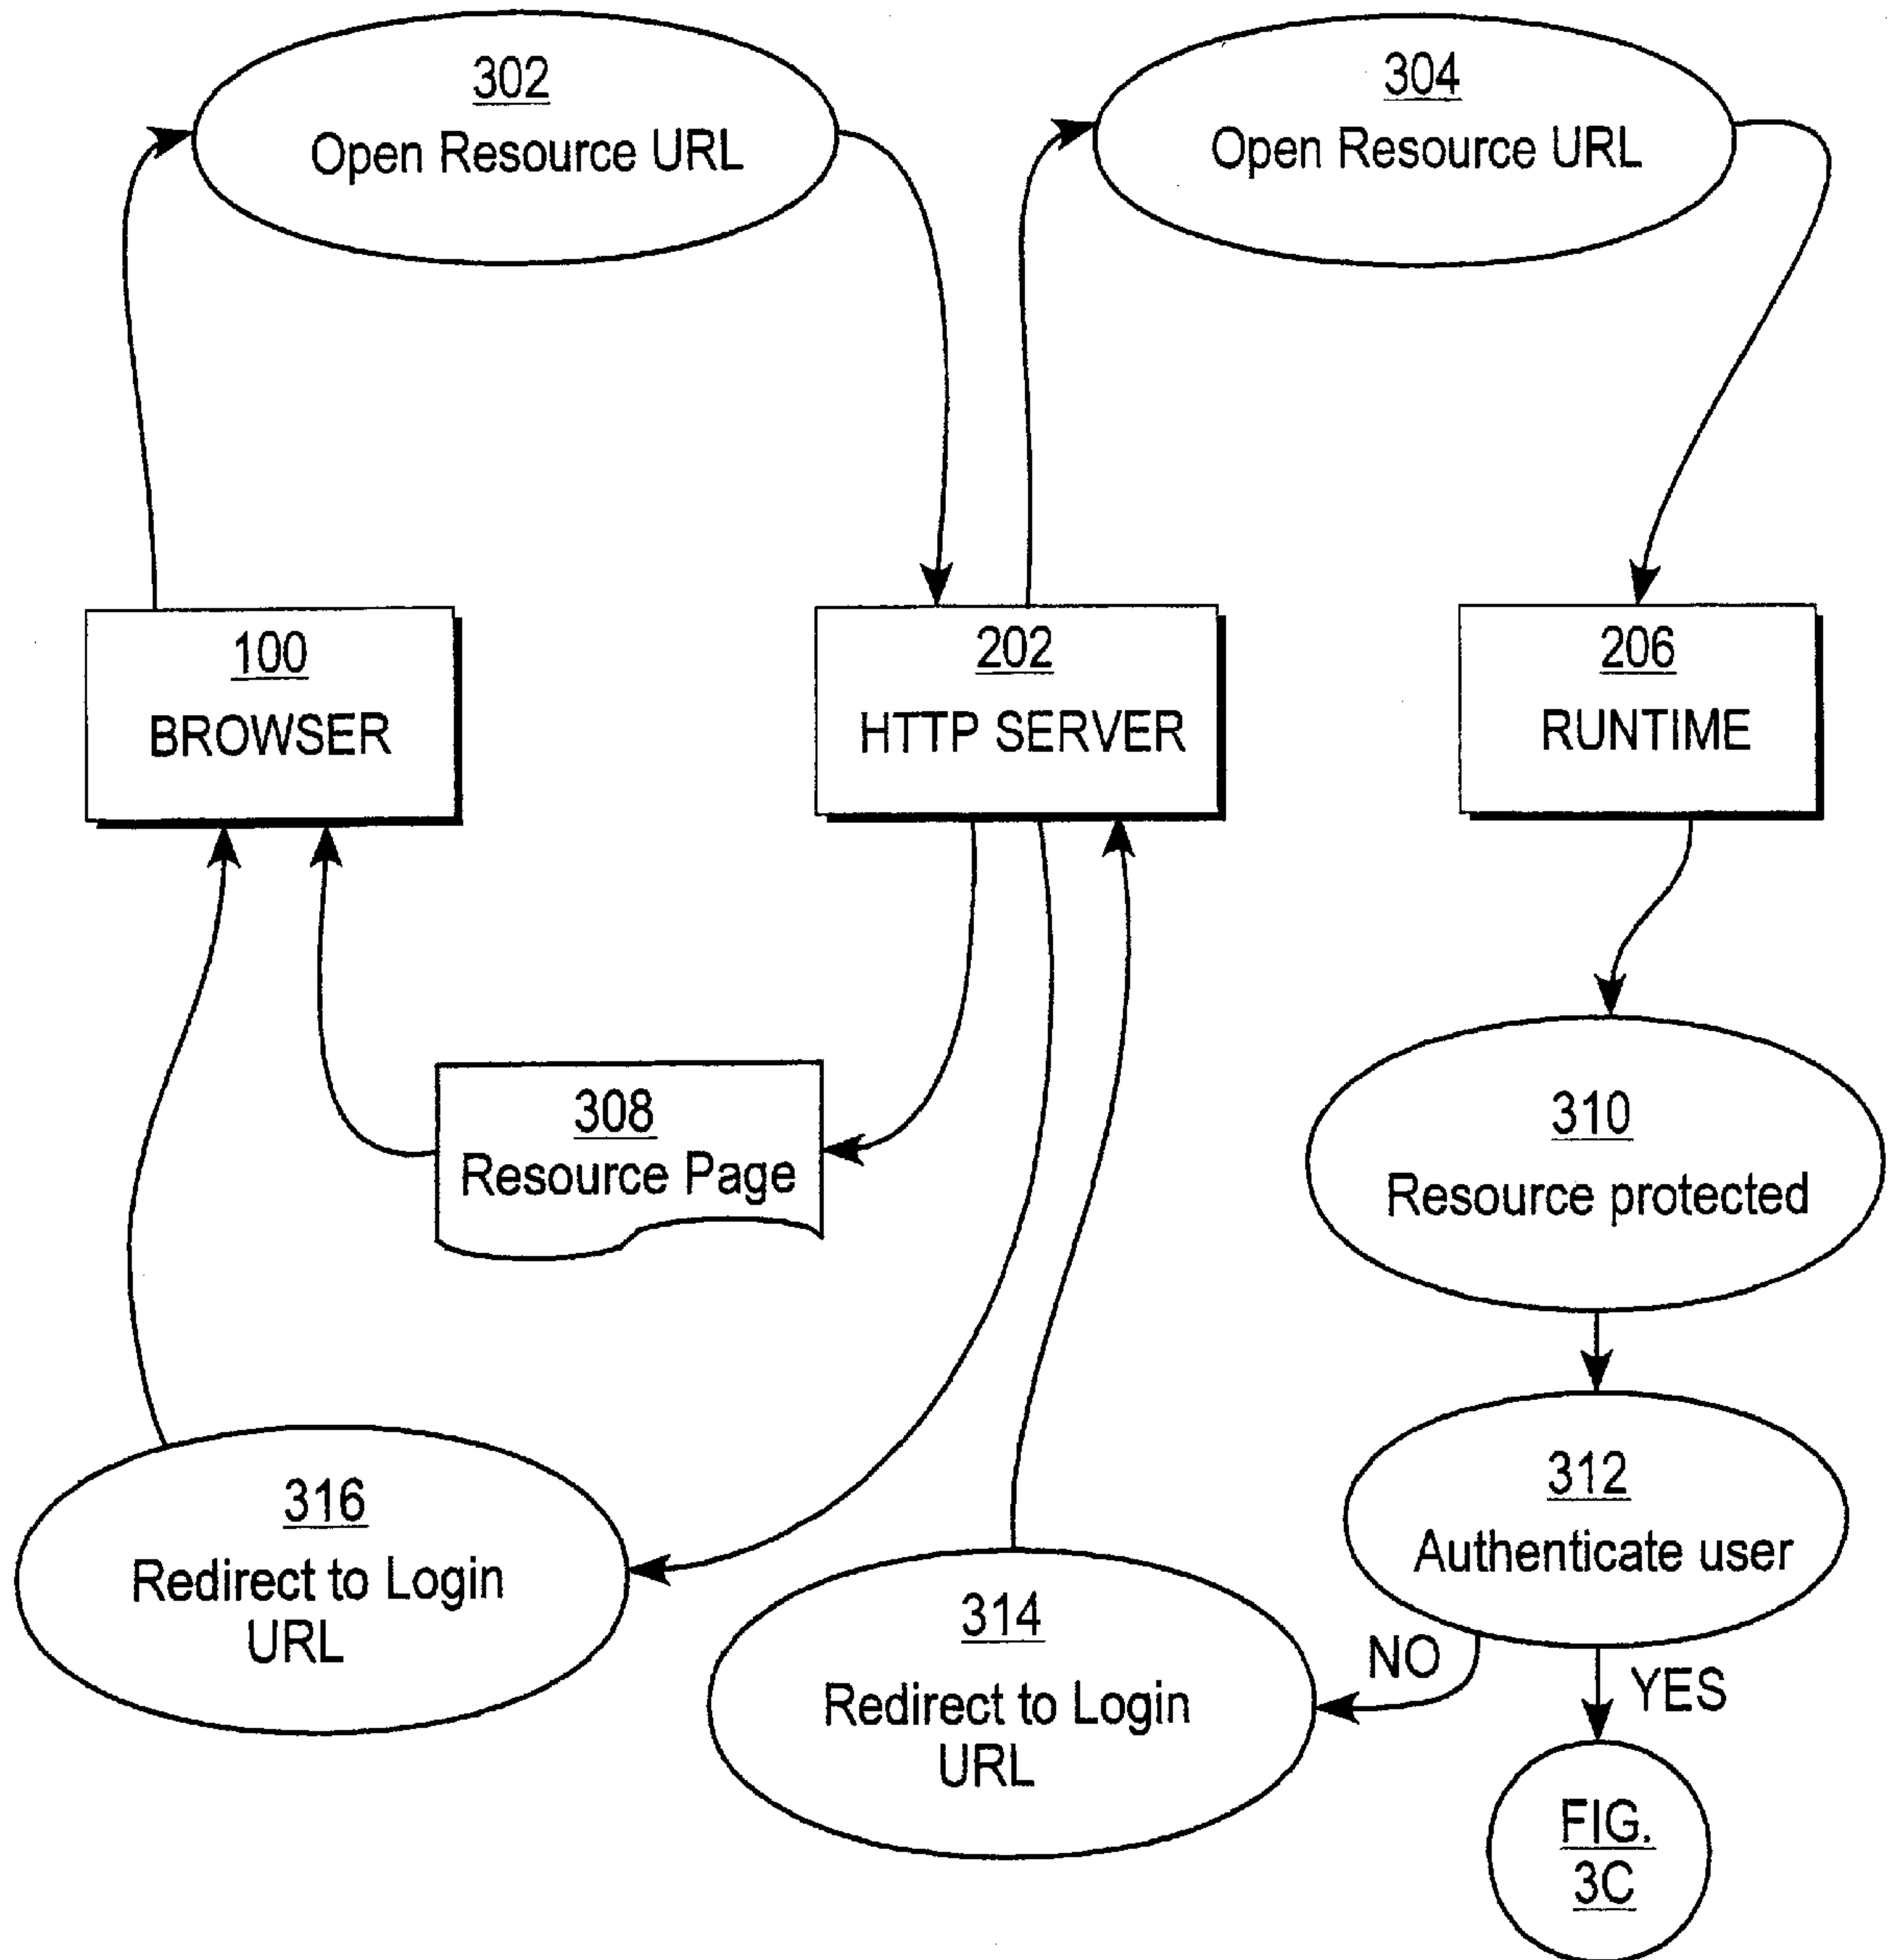 302
Open Resource URL
304
Open Resource URL
100
BROWSER
202
HTTP SERVER
206
RUNTIME
308
Resource Page
310
Resource protected
316
Redirect to Login
URL
314
Redirect to Login
URL
312
Authenticate user
NO
YES
FIG.
3C